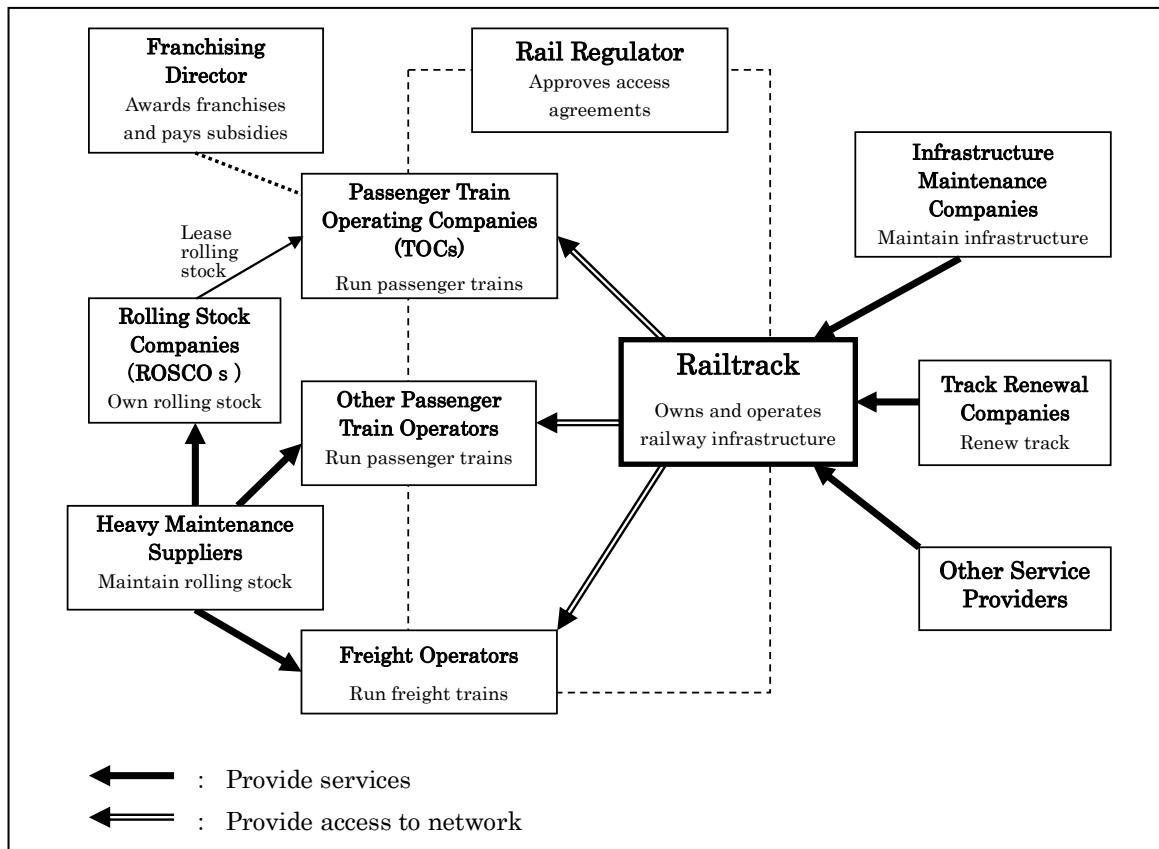 Franchising
Director
Awards franchises
and pays subsidies
Rail Regulator
Approves access
agreements
Infrastructure
Maintenance
Companies
Maintain infrastructure
Passenger Train
Operating Companies
(TOCs)
Run passenger trains
Lease
rolling
stock
Rolling Stock
Companies
(ROSCO s )
Own rolling stock
Railtrack
Owns and operates
railway infrastructure
Track Renewal
Companies
Renew track
Other Passenger
Train Operators
Run passenger trains
Heavy Maintenance
Suppliers
Maintain rolling stock
Other Service
Providers
Freight Operators
Run freight trains
: Provide services
: Provide access to network